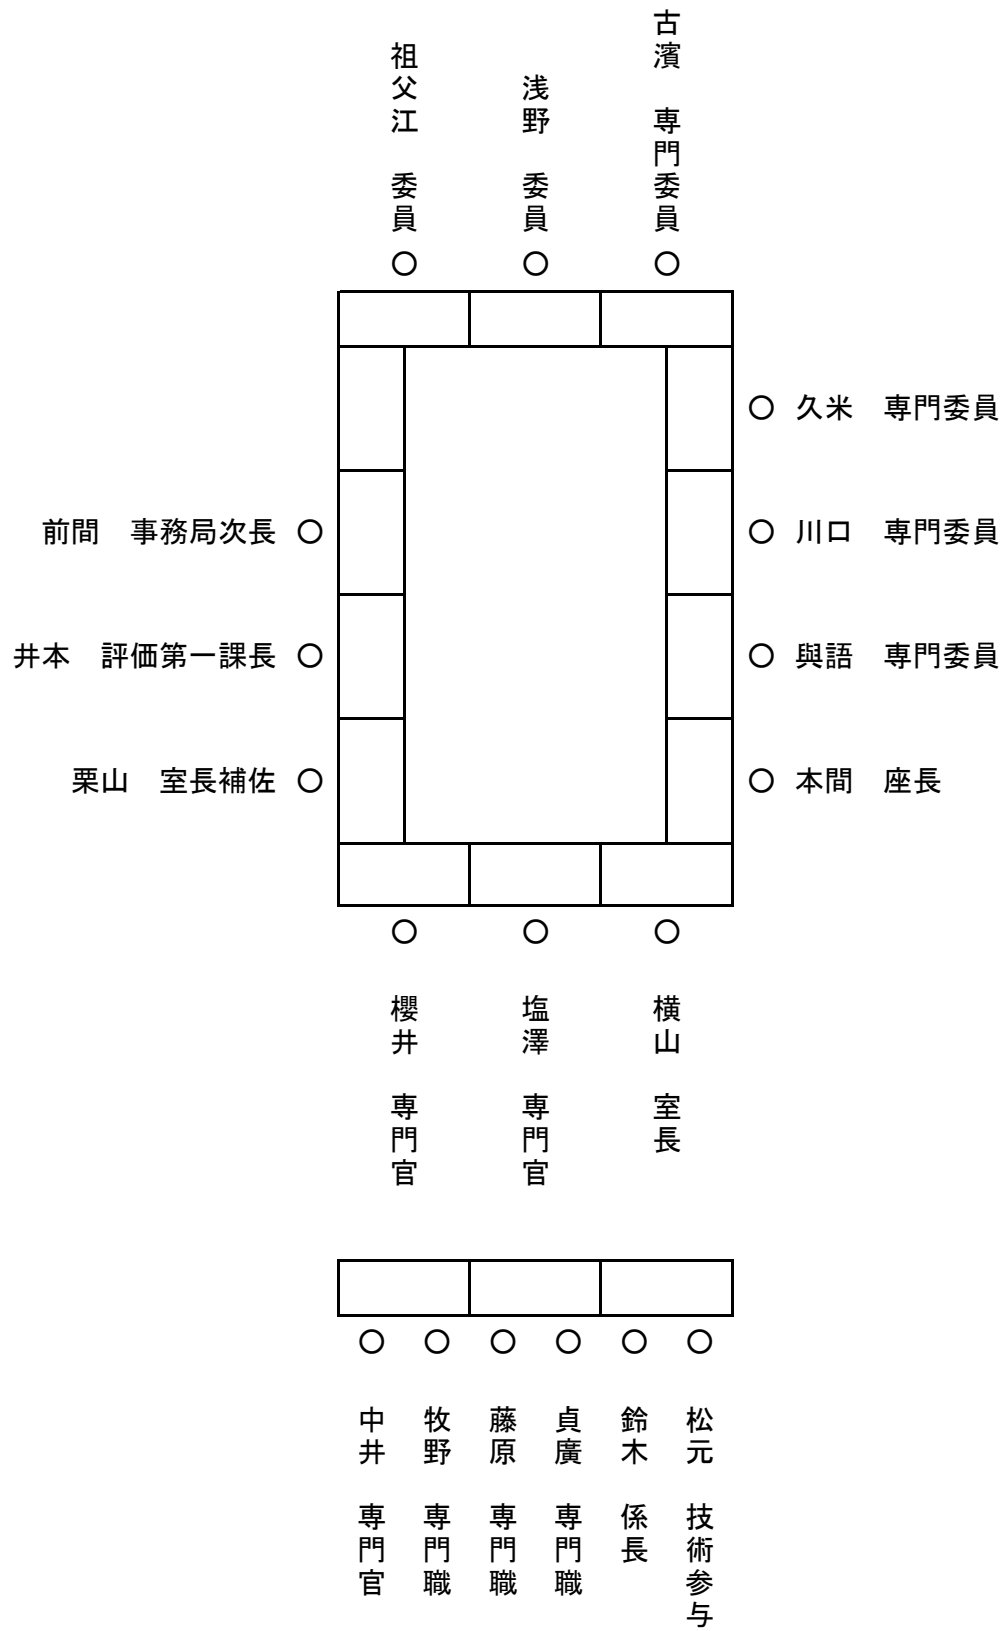 祖父江　委員
浅野　委員
古濱　専門委員
○　○　○
○　久米　専門委員
前間　事務局次長　○
○　川口　専門委員
井本　評価第一課長　○
○　與語　専門委員
栗山　室長補佐　○
○　本間　座長
○　○　○
櫻井　専門官
塩澤　専門官
横山　室長
○　○　○　○　○　○
中井　専門官
牧野　専門職
藤原　専門職
貞廣　専門職
鈴木　係長
松元　技術参与